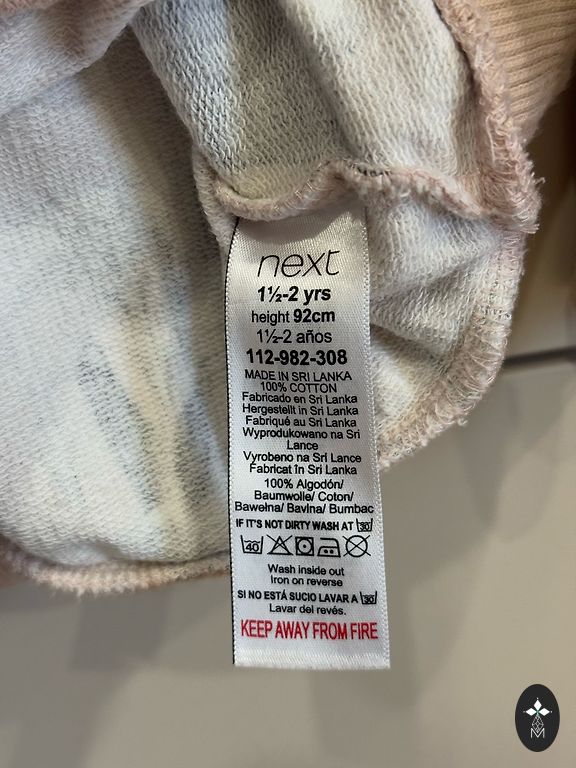 next
1½-2 yrs
height 92cm
1½-2 años
112-982-308
MADE IN SRI LANKA
100% COTTON
Fabricado en Sri Lanka
Hergestellt in Sri Lanka
Fabriqué au Sri Lanka
Wyprodukowano na Sri
Lance
Vyrobeno na Srí Lance
Fabricat în Sri Lanka
100% Algodón/
Baumwolle/ Coton/
Bawełna/ Bavlna/ Bumbac
IF IT'S NOT DIRTY WASH AT 30
40
Wash inside out
Iron on reverse
SI NO ESTÁ SUCIO LAVAR A 30
Lavar del revés.
KEEP AWAY FROM FIRE
M